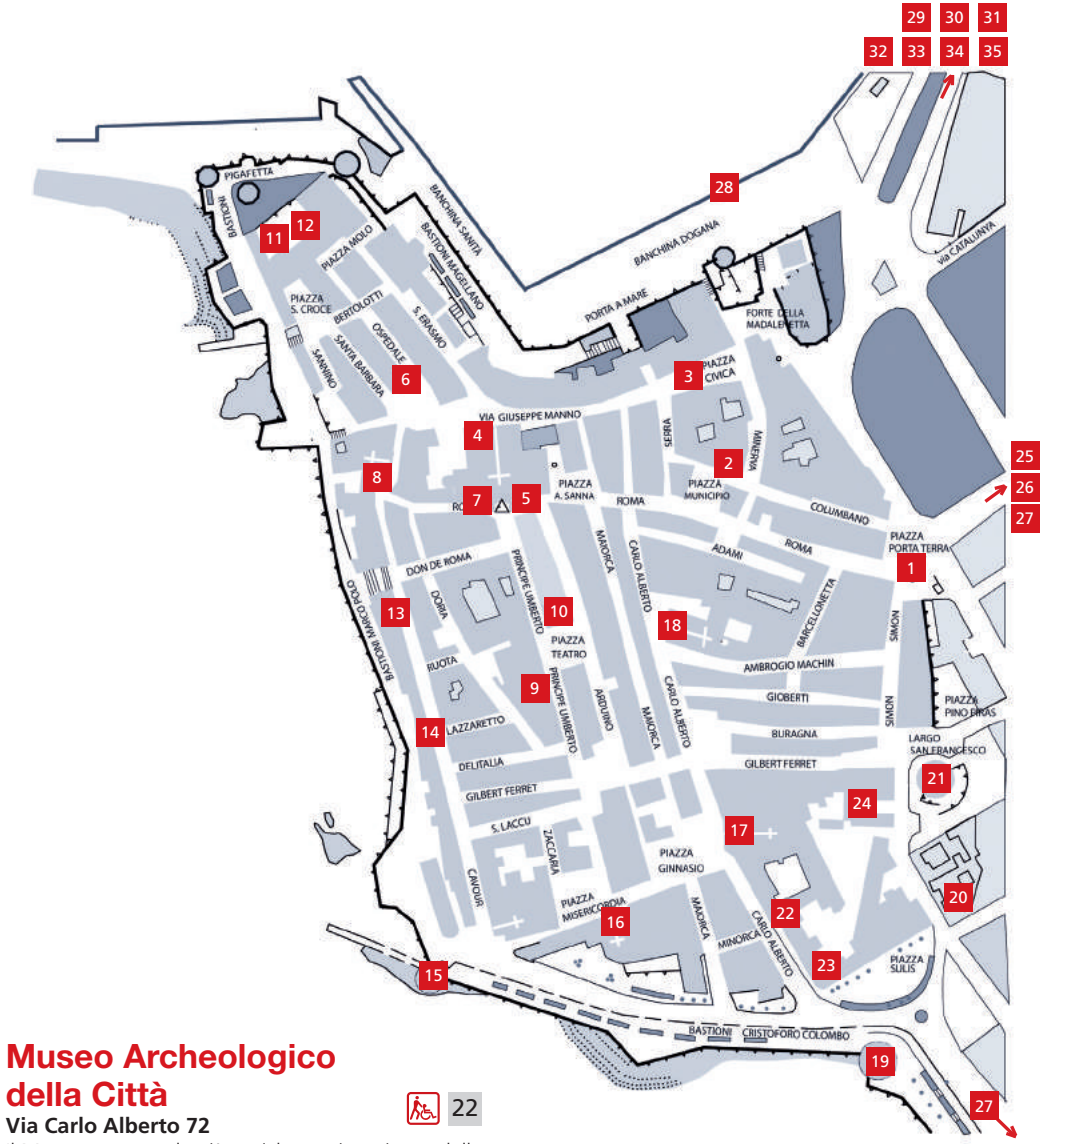 29 30 31
32 33 34 35
28
PIGAFETTA
BASTIONI
12
11
PIAZZA MOLO
BANCHINA SANITÀ
BASTIONI MAGELLANO
BANCHINA DOGANA
via CATALUNYA
PIAZZA
S. CROCE
BERTOLOTTI
S. ERASMO
OSPEDALE
SANTA BARBARA
SANNINO
PORTA A MARE
FORTE DELLA
MADALENETTA
6
3
PIAZZA
CIVICA
VIA GIUSEPPE MANNO
SERRA
MINERVA
4
2
8
7
5
PIAZZA
A. SANNA
PIAZZA
MUNICIPIO
ROMA
COLUMBANO
25
26
27
ADAMI
ROMA
PIAZZA
PORTA TERRA
1
DON DE ROMA
MAIORCA
CARLO ALBERTO
PRINCIPE UMBERTO
DORIA
BASTIONI MARCO POLO
BARCELLONETTA
SIMON
13
10
18
PIAZZA
TEATRO
RUOTA
AMBROGIO MACHIN
9
PRINCIPE UMBERTO
ARDUINO
MAIORCA
CARLO ALBERTO
GIOBERTI
SIMON
PIAZZA
PINO PIRAS
14
LAZZARETTO
BURAGNA
LARGO
SAN FRANCESCO
DELITALIA
GILBERT FERRET
21
GILBERT FERRET
24
S. LACCU
17
ZACCARIA
PIAZZA
GINNASIO
CAVOUR
20
PIAZZA
MISERICORDIA
16
MAIORCA
22
CARLO ALBERTO
MINORCA
23
PIAZZA
SULIS
15
BASTIONI CRISTOFORO COLOMBO
19
27
Museo Archeologico
della Città
Via Carlo Alberto 72
22